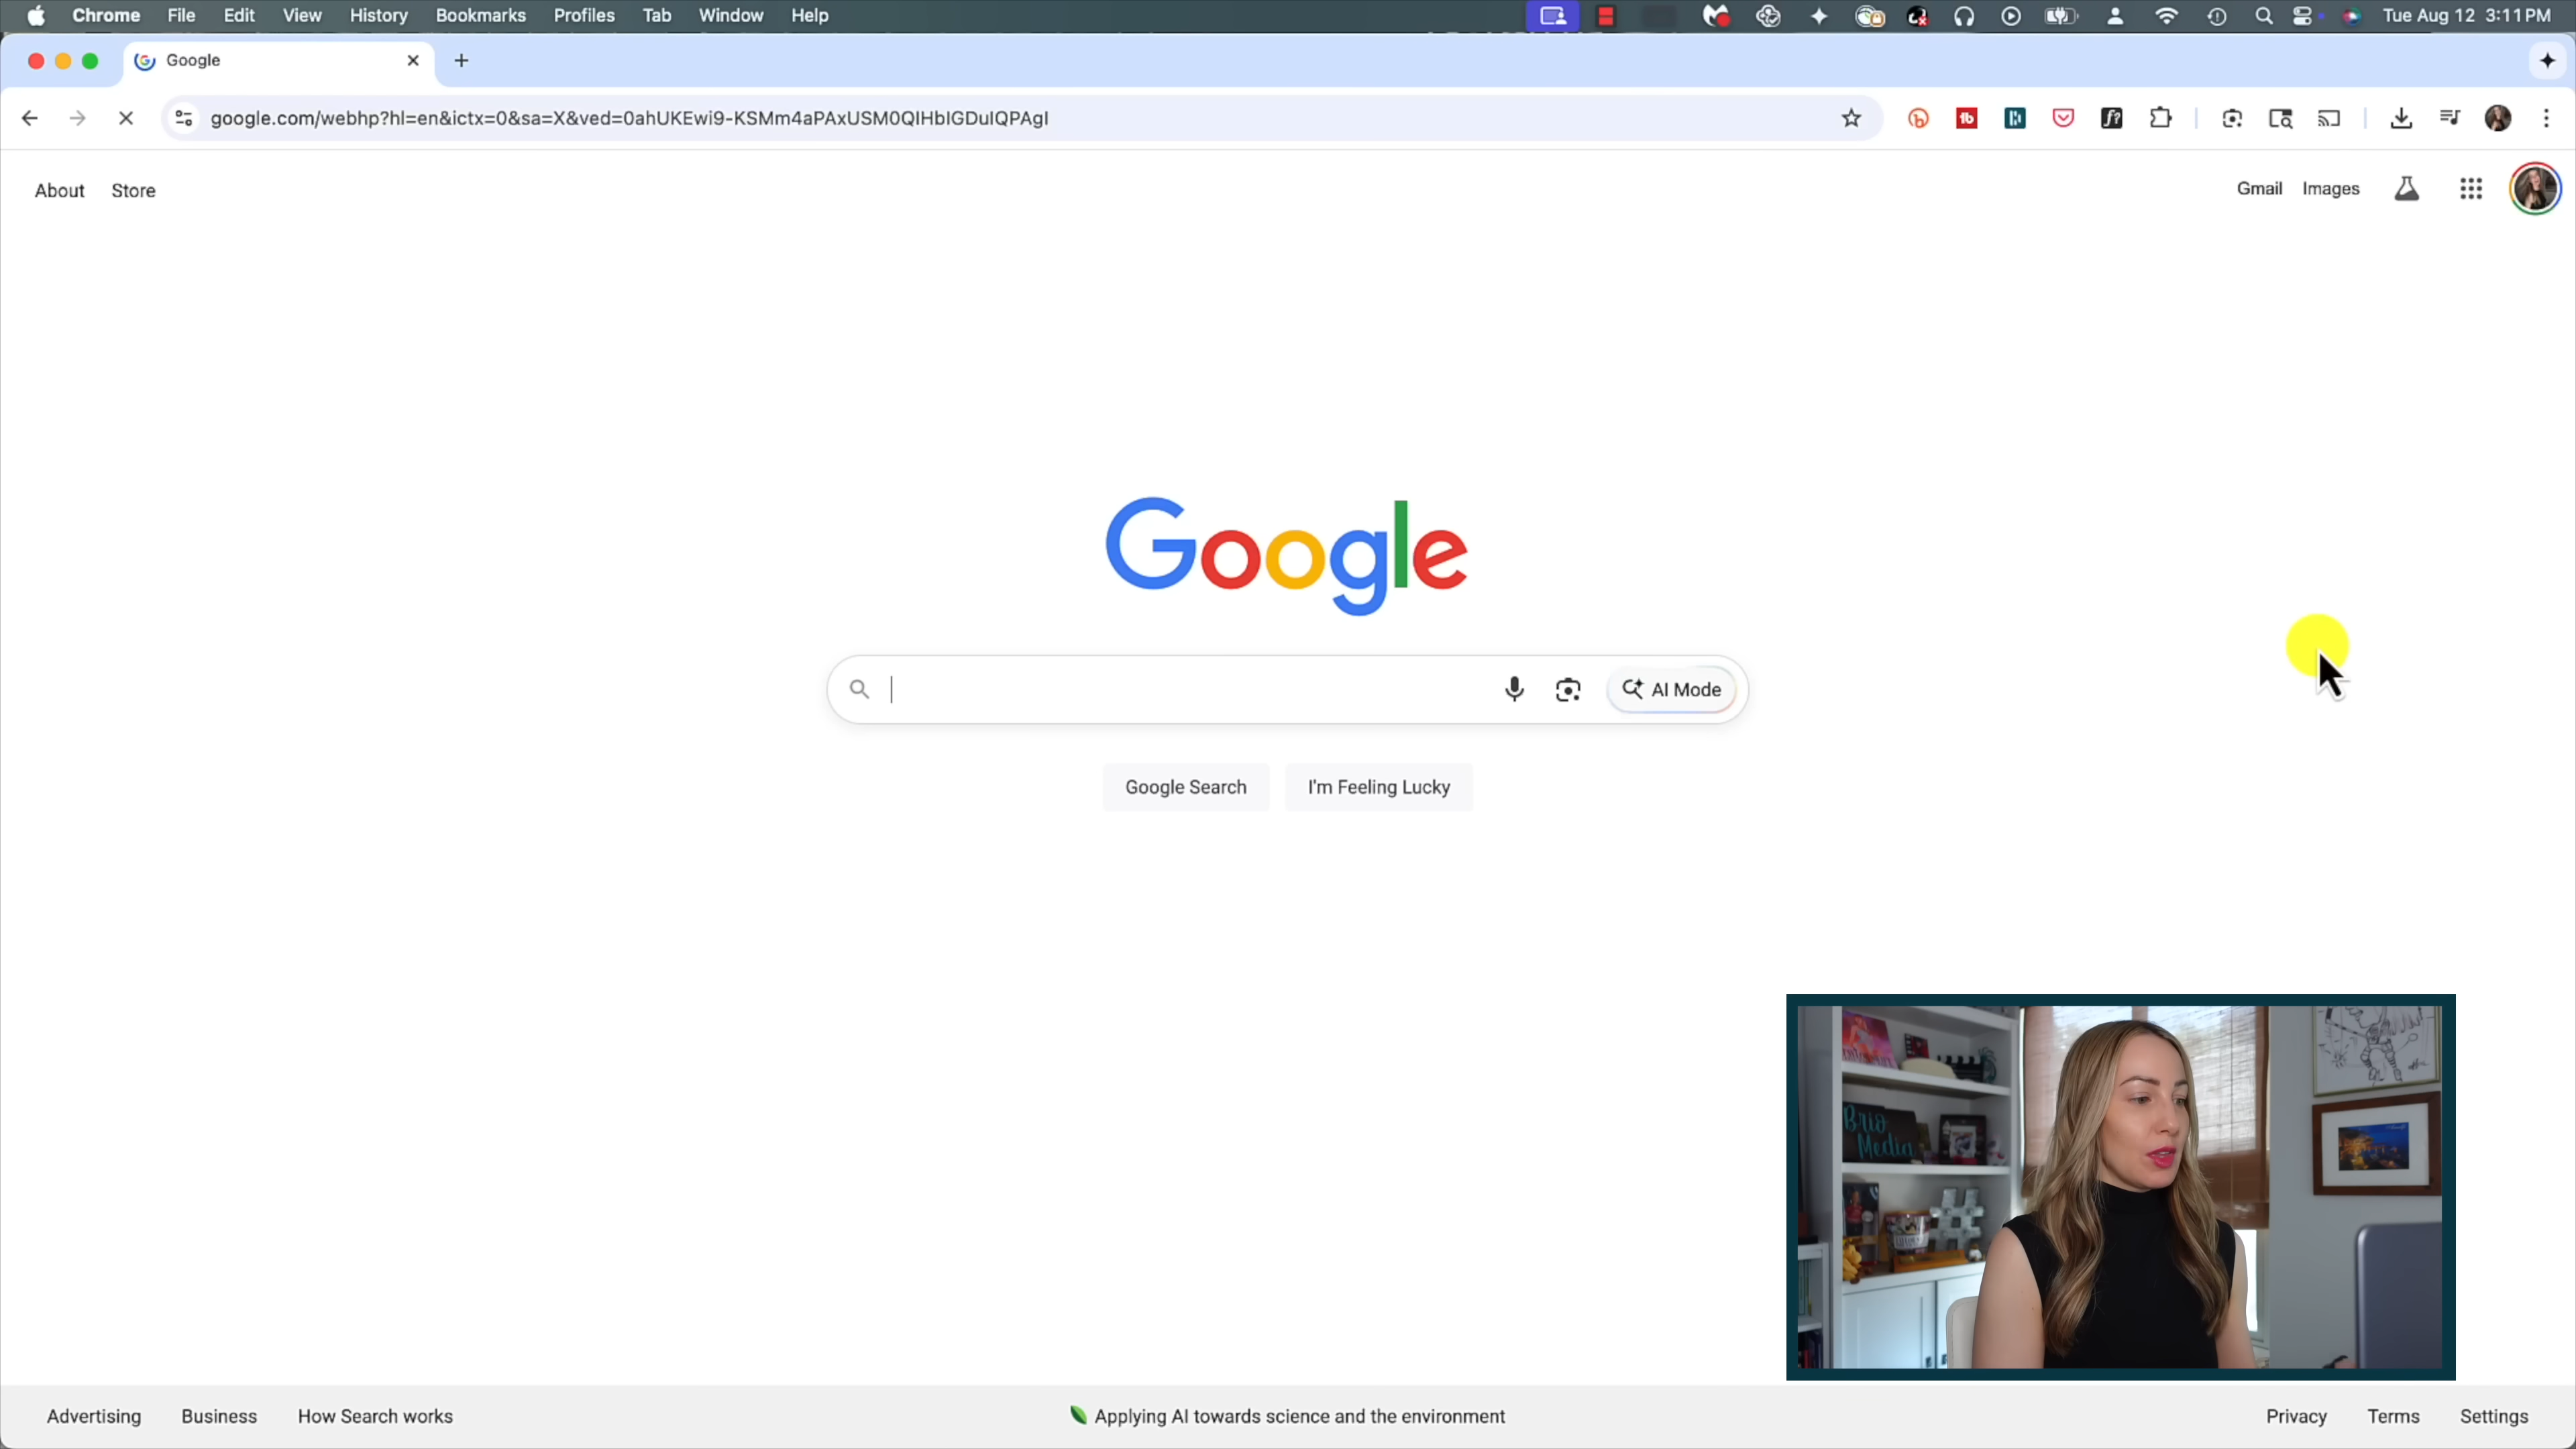 Chrome File Edit View History Bookmarks Profiles Tab Window Help Tue Aug 12 3:11 PM
Google
google.com/webhp?hl=en&ictx=0&sa=X&ved=0ahUKEwi9-KSMm4aPAxUSM0QIHbIGDuIQPAgI
About Store Gmail Images
Google
AI Mode
Google Search I'm Feeling Lucky
Brio
Media
Advertising Business How Search works Applying AI towards science and the environment Privacy Terms Settings